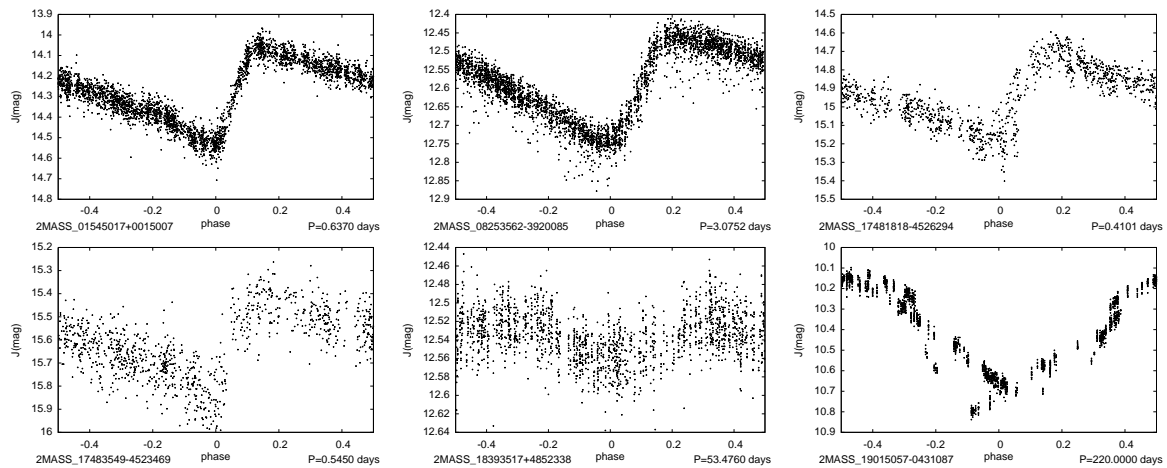 13.9
14
14.1
14.2
14.3
14.4
14.5
14.6
14.7
14.8
J(mag)
-0.4 -0.2 0 0.2 0.4
phase
2MASS_01545017+0015007 P=0.6370 days
12.4
12.45
12.5
12.55
12.6
12.65
12.7
12.75
12.8
12.85
12.9
J(mag)
-0.4 -0.2 0 0.2 0.4
phase
2MASS_08253562-3920085 P=3.0752 days
14.5
14.6
14.7
14.8
14.9
15
15.1
15.2
15.3
15.4
15.5
J(mag)
-0.4 -0.2 0 0.2 0.4
phase
2MASS_17481818-4526294 P=0.4101 days
15.2
15.3
15.4
15.5
15.6
15.7
15.8
15.9
16
J(mag)
-0.4 -0.2 0 0.2 0.4
phase
2MASS_17483549-4523469 P=0.5450 days
12.44
12.46
12.48
12.5
12.52
12.54
12.56
12.58
12.6
12.62
12.64
J(mag)
-0.4 -0.2 0 0.2 0.4
phase
2MASS_18393517+4852338 P=53.4760 days
10
10.1
10.2
10.3
10.4
10.5
10.6
10.7
10.8
10.9
J(mag)
-0.4 -0.2 0 0.2 0.4
phase
2MASS_19015057-0431087 P=220.0000 days